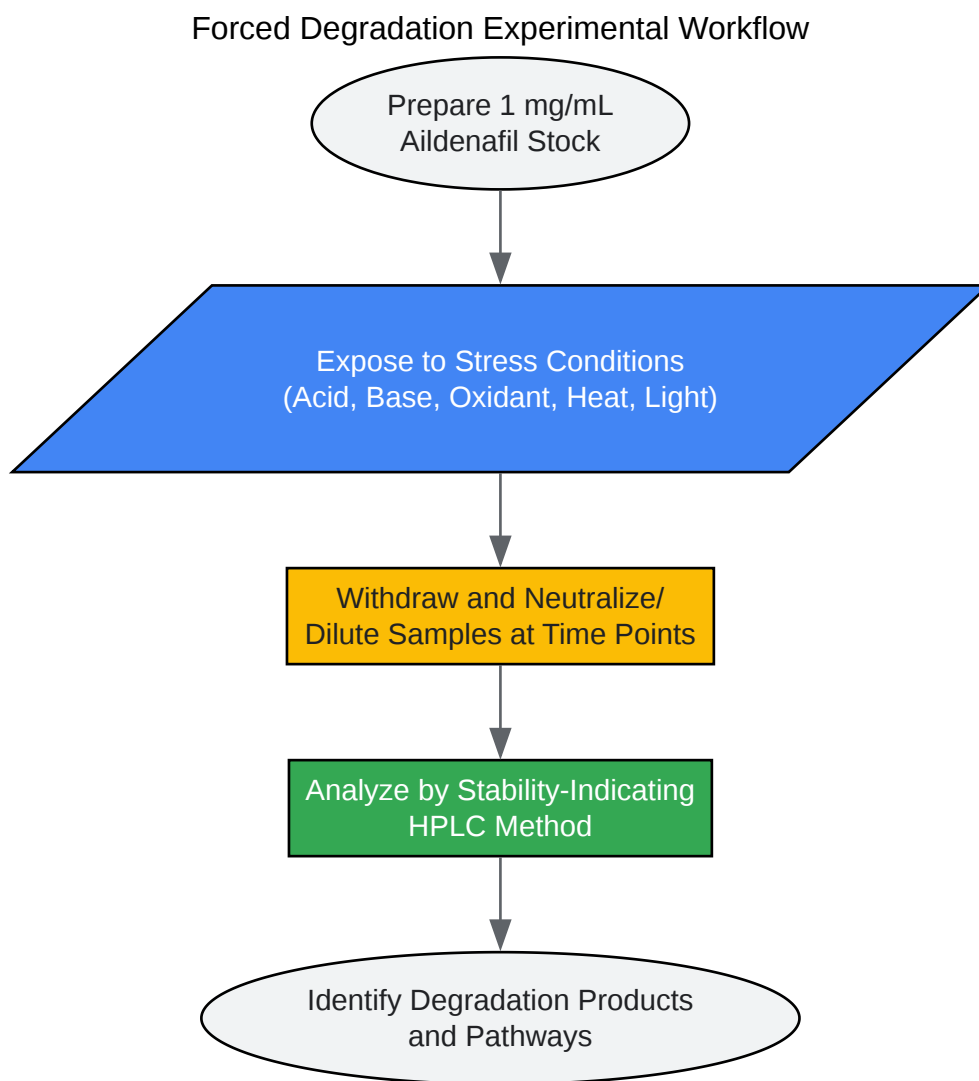 Forced Degradation Experimental Workflow
Prepare 1 mg/mL
Aildenafil Stock
Expose to Stress Conditions
(Acid, Base, Oxidant, Heat, Light)
Withdraw and Neutralize/
Dilute Samples at Time Points
Analyze by Stability-Indicating
HPLC Method
Identify Degradation Products
and Pathways